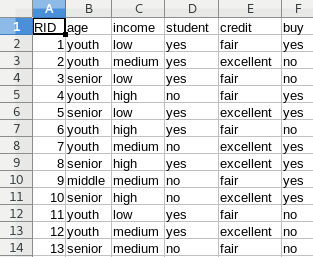 A B C D E F
1 RID age income student credit buy
2 1 youth low yes fair yes
3 2 youth medium yes excellent no
4 3 senior low yes fair no
5 4 youth high no fair yes
6 5 senior low yes excellent yes
7 6 youth high yes fair no
8 7 youth medium no excellent yes
9 8 senior high yes excellent yes
10 9 middle medium no fair yes
11 10 senior high no excellent yes
12 11 youth low yes fair no
13 12 youth medium yes excellent no
14 13 senior medium no fair no